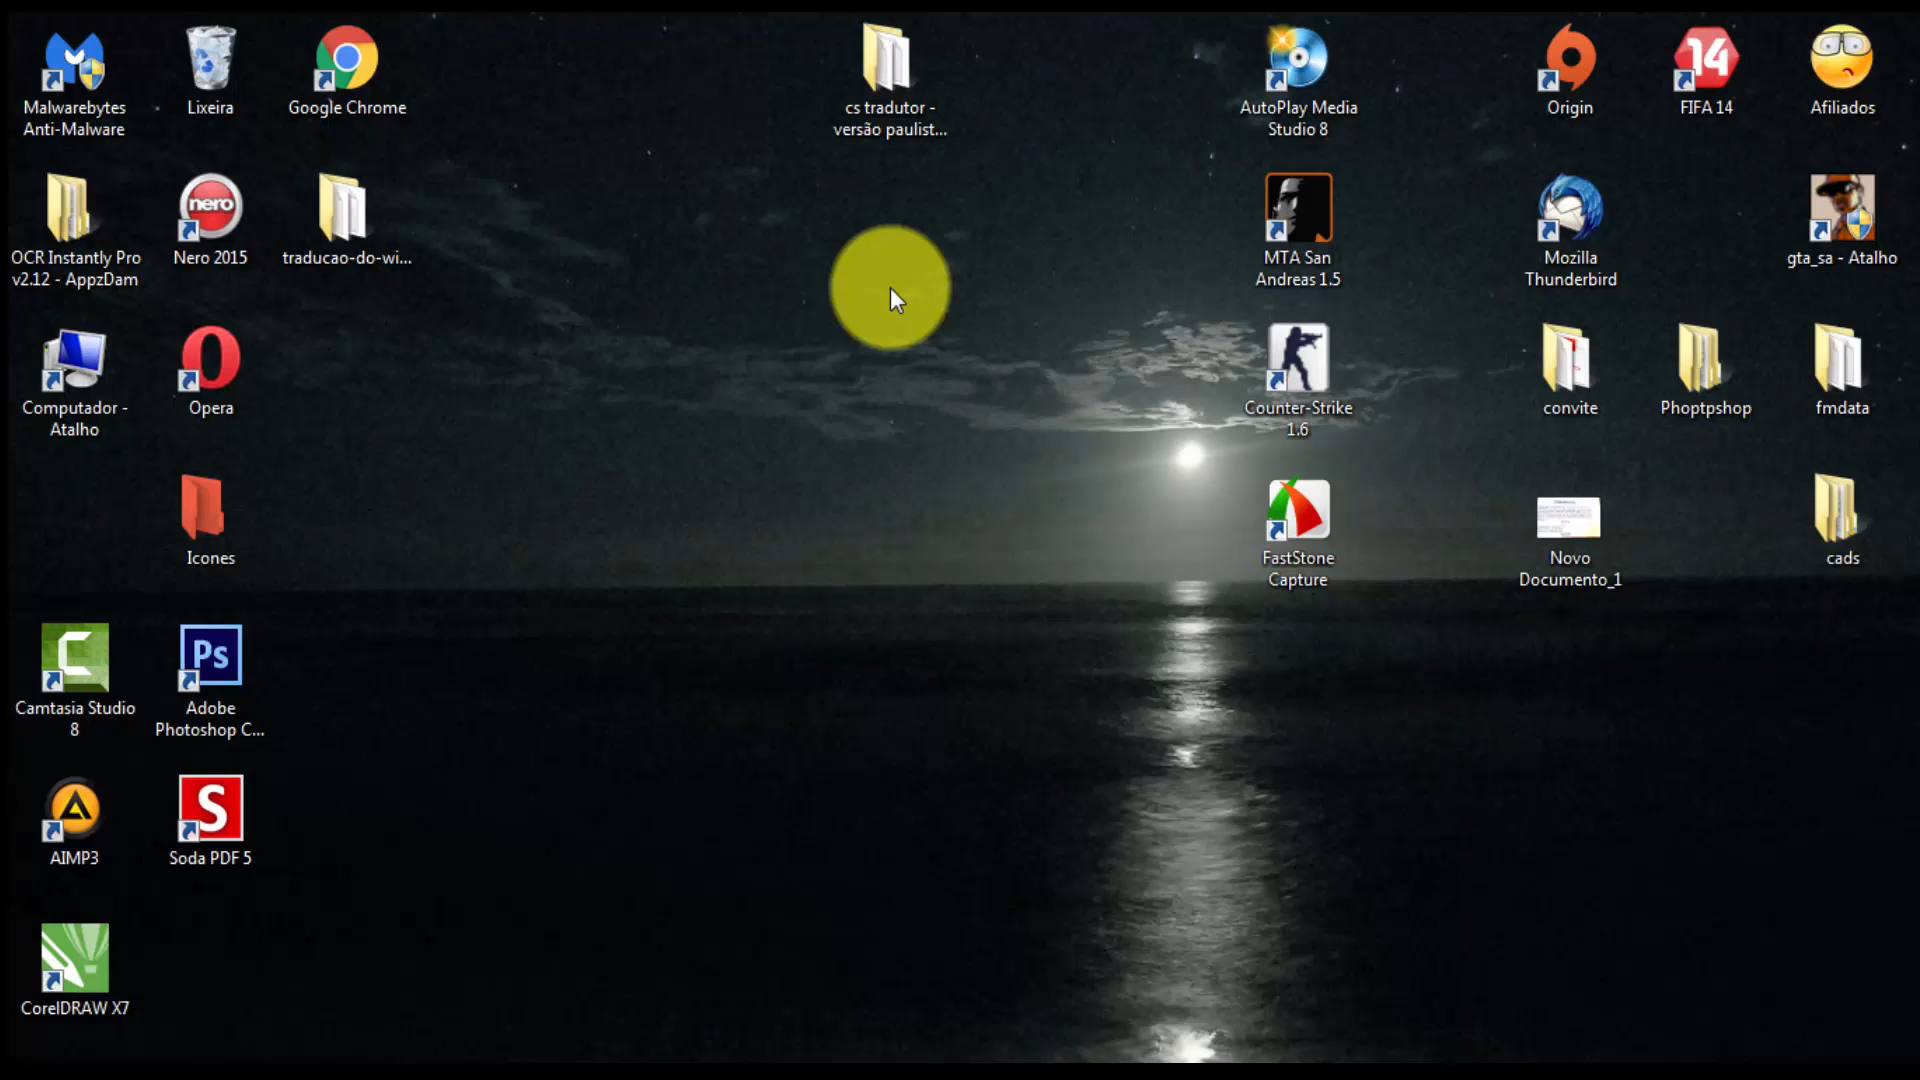 Malwarebytes
Anti-Malware
Lixeira
Google Chrome
cs tradutor -
versão paulist...
AutoPlay Media
Studio 8
Origin
14
FIFA 14
Afiliados
OCR Instantly Pro
v2.12 - AppzDam
nero
Nero 2015
traducao-do-wi...
MTA San
Andreas 1.5
Mozilla
Thunderbird
gta_sa - Atalho
Computador -
Atalho
Opera
Counter-Strike
1.6
convite
Phoptpshop
fmdata
Icones
FastStone
Capture
Novo
Documento_1
cads
Camtasia Studio
8
Ps
Adobe
Photoshop C...
AIMP3
S
Soda PDF 5
CorelDRAW X7